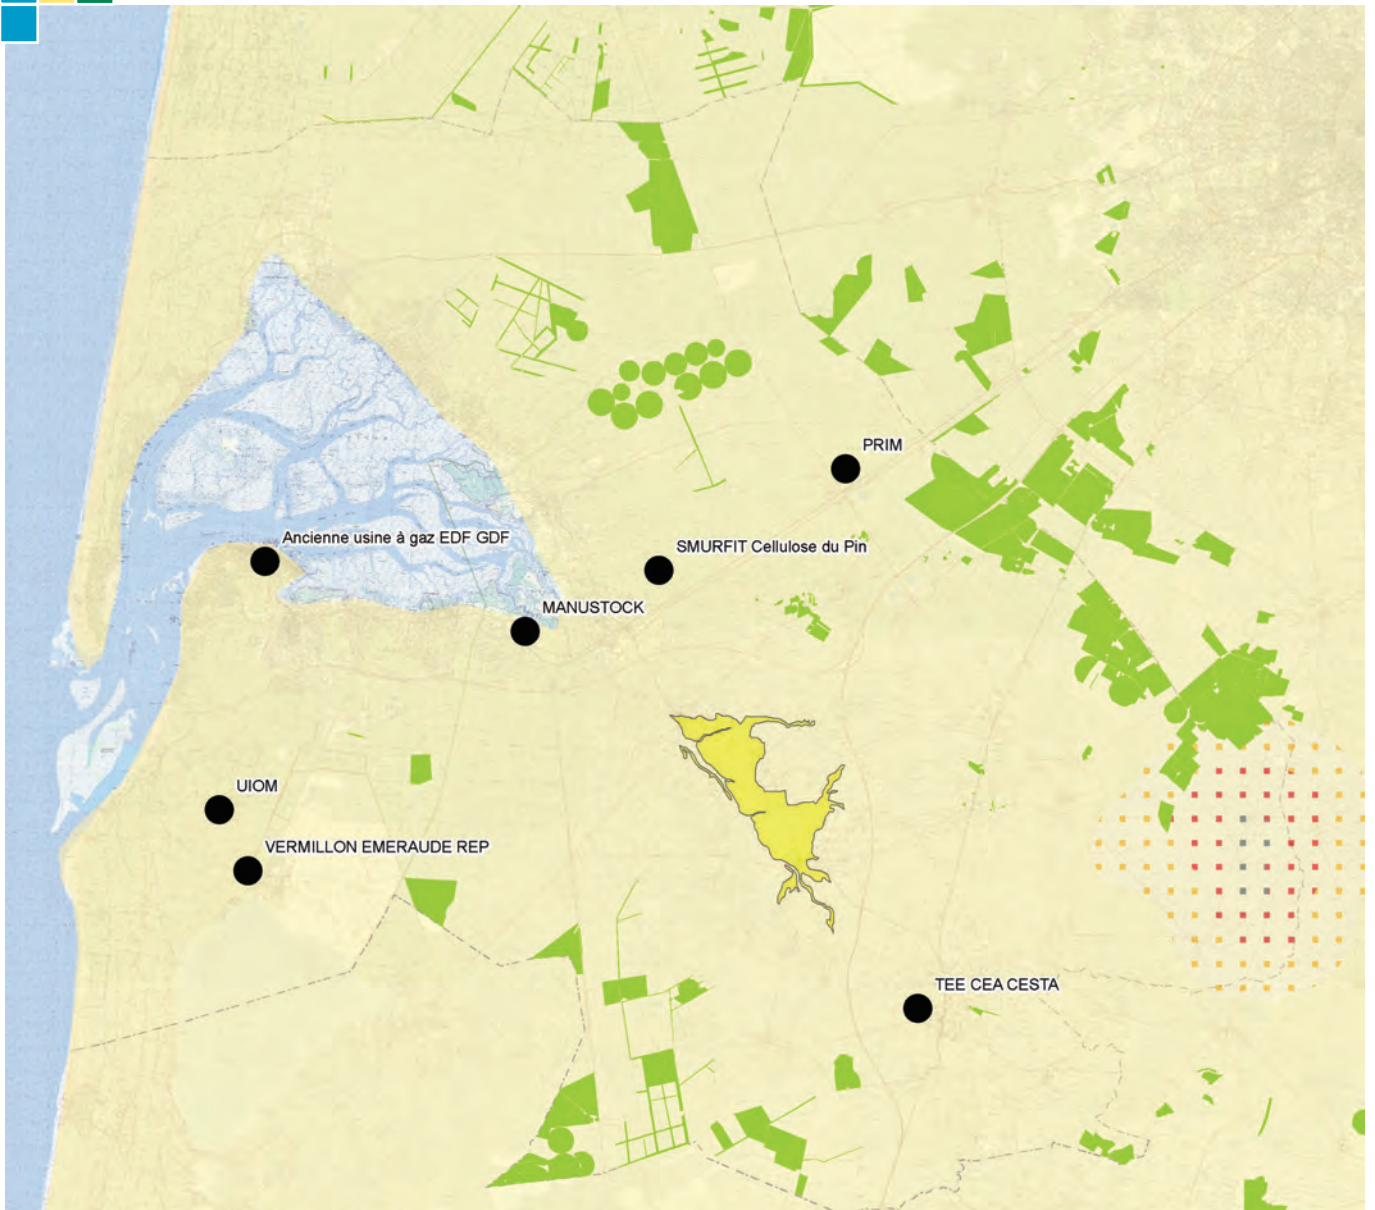 PRIM
Ancienne usine à gaz EDF GDF
SMURFIT Cellulose du Pin
MANUSTOCK
UIOM
VERMILLON EMERAUDE REP
TEE CEA CESTA